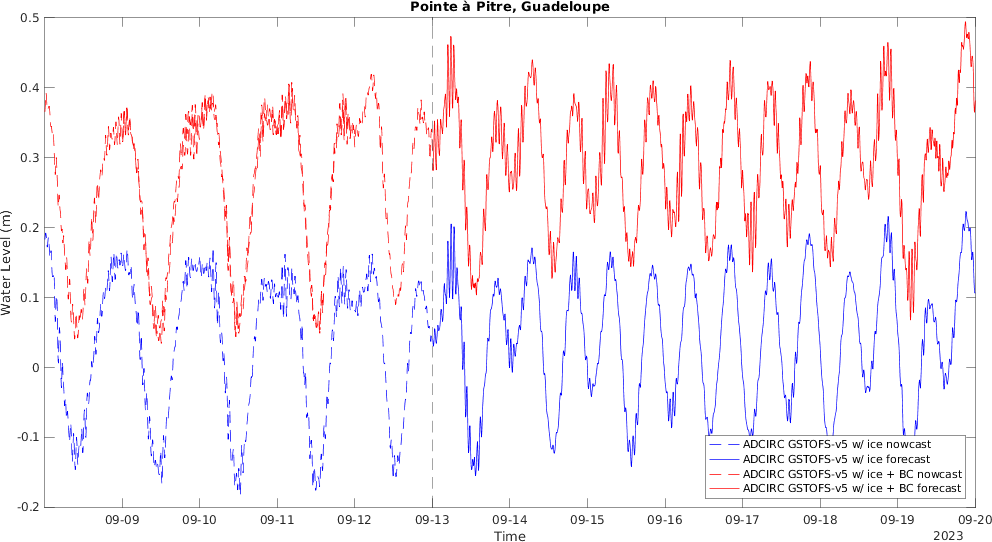 Pointe à Pitre, Guadeloupe
0.5
0.4
0.3
0.2
0.1
0
-0.1
-0.2
Water Level (m)
ADCIRC GSTOFS-v5 w/ ice nowcast
ADCIRC GSTOFS-v5 w/ ice forecast
ADCIRC GSTOFS-v5 w/ ice + BC nowcast
ADCIRC GSTOFS-v5 w/ ice + BC forecast
09-09 09-10 09-11 09-12 09-13 09-14 09-15 09-16 09-17 09-18 09-19 09-20
Time
2023